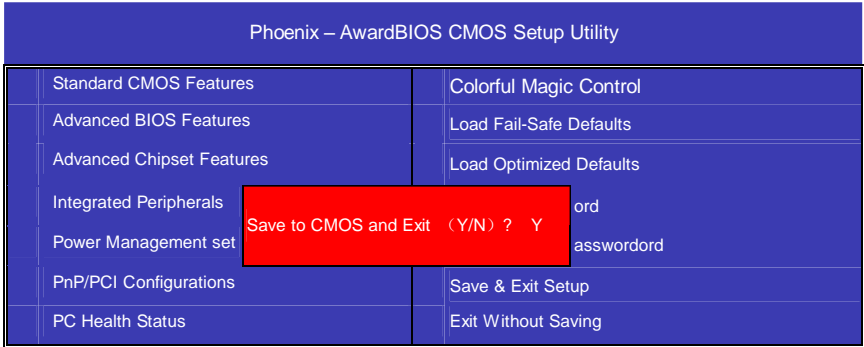 Phoenix – AwardBIOS CMOS Setup Utility
Standard CMOS Features
Colorful Magic Control
Advanced BIOS Features
Load Fail-Safe Defaults
Advanced Chipset Features
Load Optimized Defaults
Integrated Peripherals
ord
Save to CMOS and Exit （Y/N）? Y
Power Management set
asswordord
PnP/PCI Configurations
Save & Exit Setup
PC Health Status
Exit Without Saving